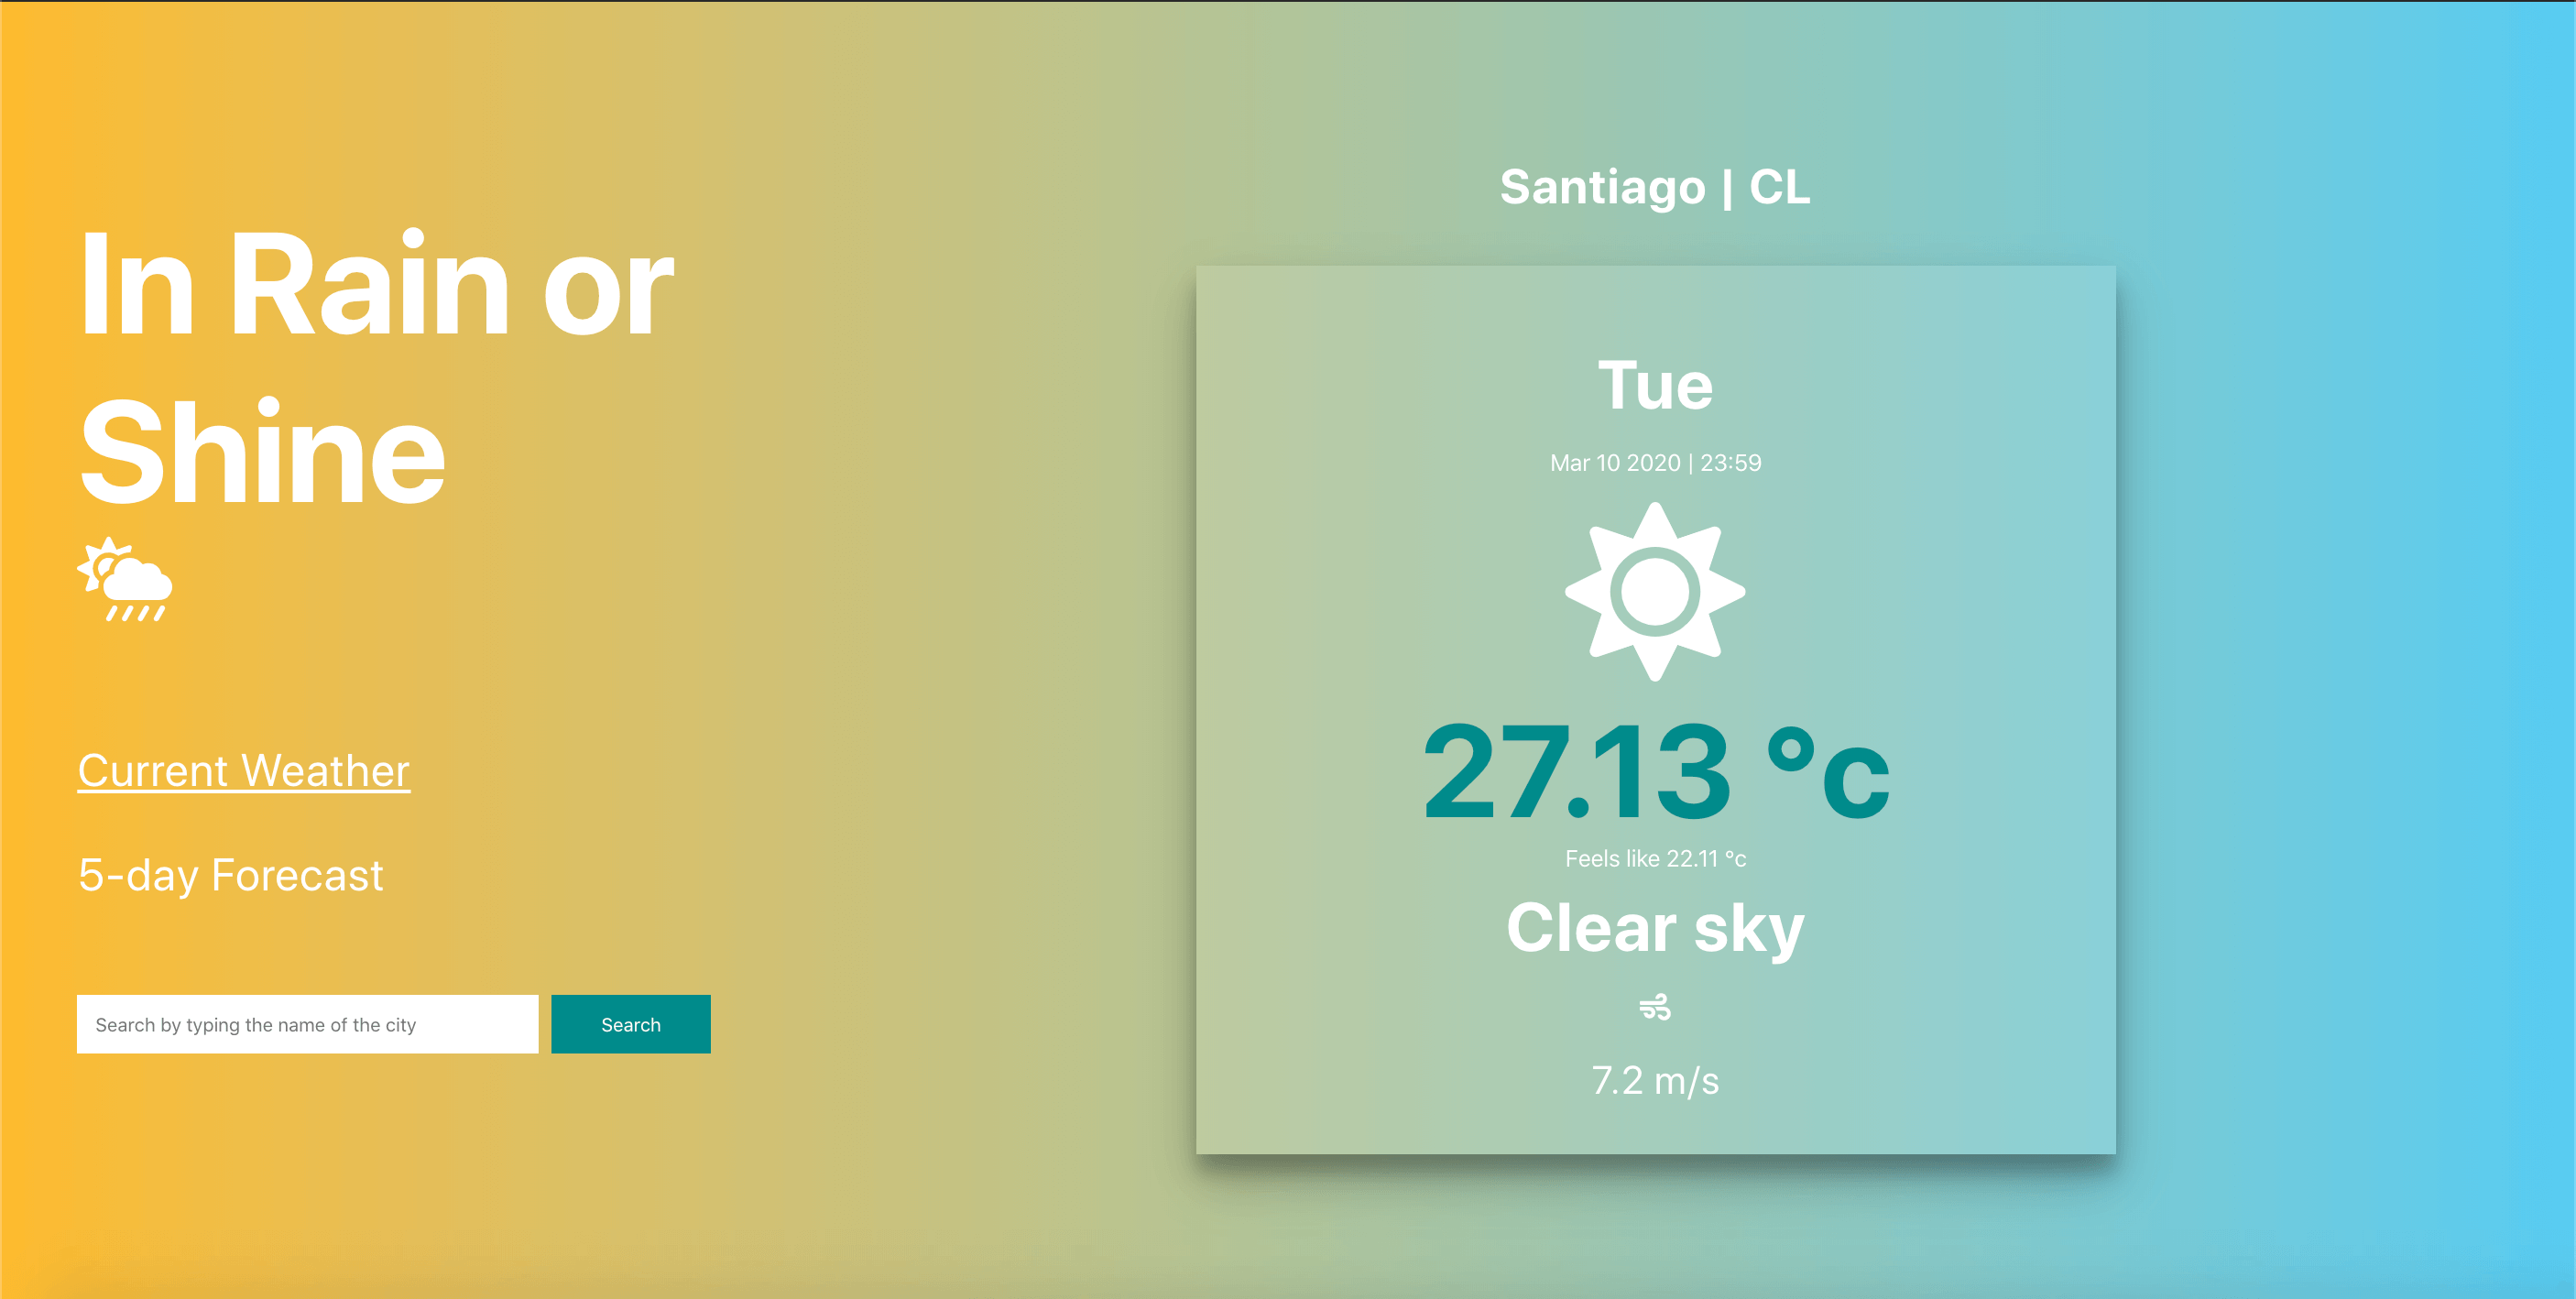 In Rain or
Shine
Current Weather
5-day Forecast
Search by typing the name of the city
Search
Santiago | CL
Tue
Mar 10 2020 | 23:59
27.13 °c
Feels like 22.11 °c
Clear sky
7.2 m/s